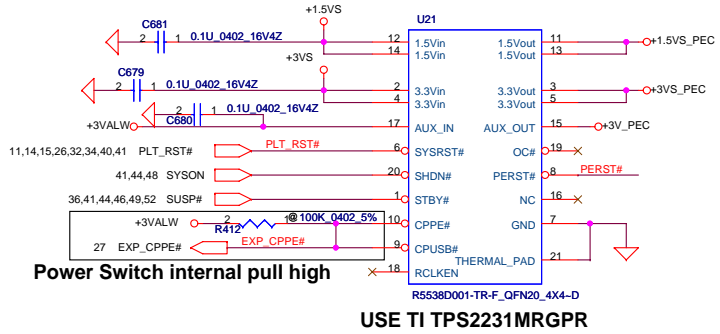 +1.5VS
U21
C681
0.1U_0402_16V4Z
2 1
12 1.5Vin 1.5Vout 11 +1.5VS_PEC
14 1.5Vin 1.5Vout 13
+3VS
C679
0.1U_0402_16V4Z
2 1
2 3.3Vin 3.3Vout 3 +3VS_PEC
4 3.3Vin 3.3Vout 5
0.1U_0402_16V4Z
2 1
C680
+3VALW 17 AUX_IN AUX_OUT 15 +3V_PEC
11,14,15,26,32,34,40,41 PLT_RST# PLT_RST# 6 SYSRST# OC# 19
41,44,48 SYSON 20 SHDN# PERST# 8 PERST#
36,41,44,46,49,52 SUSP# 1 STBY# NC 16
+3VALW 2 1 @100K_0402_5% 10 CPPE# GND 7
R412
27 EXP_CPPE# EXP_CPPE# 9 CPUSB#
THERMAL_PAD 21
Power Switch internal pull high
18 RCLKEN
R5538D001-TR-F_QFN20_4X4~D
USE TI TPS2231MRGPR